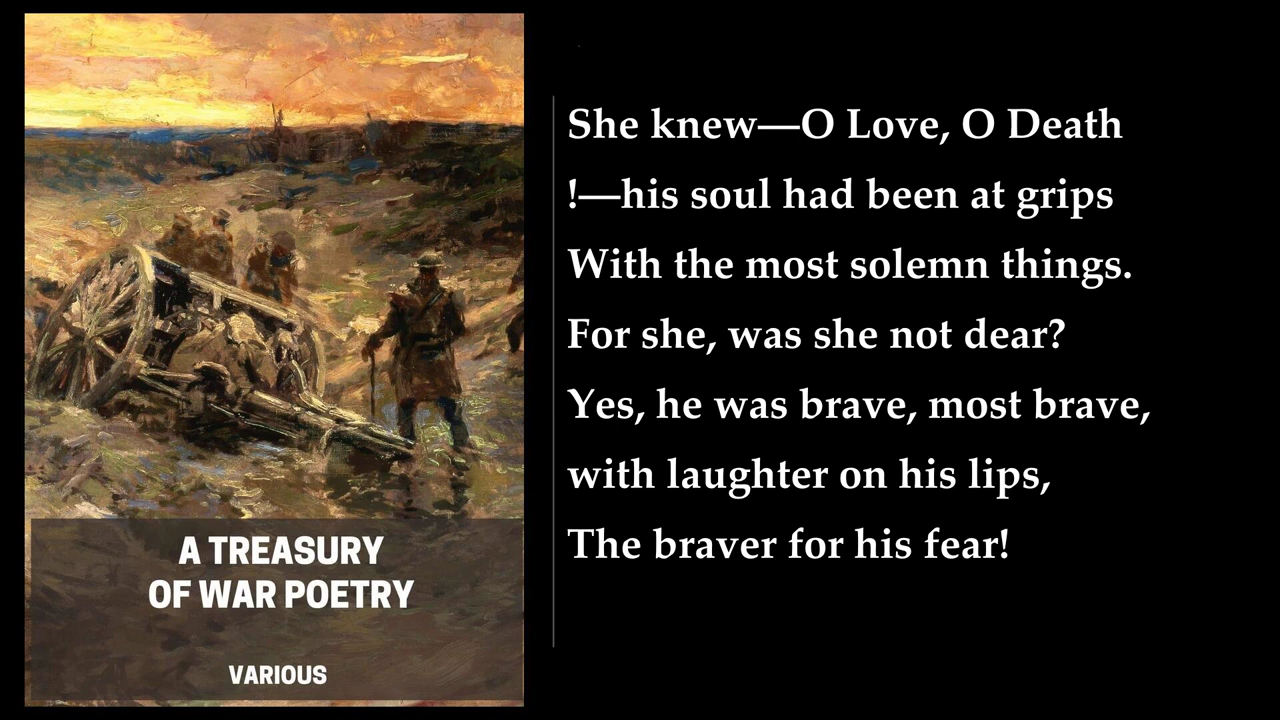 A TREASURY
OF WAR POETRY
VARIOUS
She knew—O Love, O Death
!—his soul had been at grips
With the most solemn things.
For she, was she not dear?
Yes, he was brave, most brave,
with laughter on his lips,
The braver for his fear!